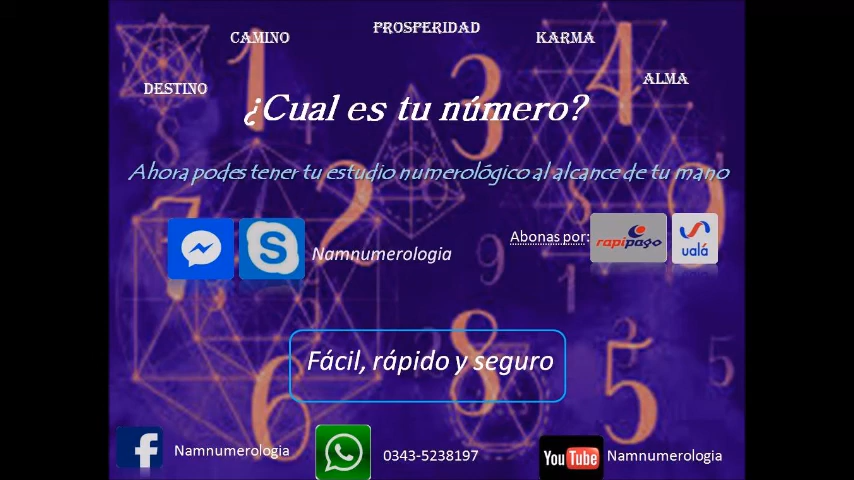 PROSPERIDAD
CAMINO
KARMA
ALMA
DESTINO
¿Cual es tu número?
Ahora podes tener tu estudio numerológico al alcance de tu mano
Abonas por:
rapipago
ualá
Namnumerologia
Fácil, rápido y seguro
Namnumerologia
0343-5238197
YouTube
Namnumerologia